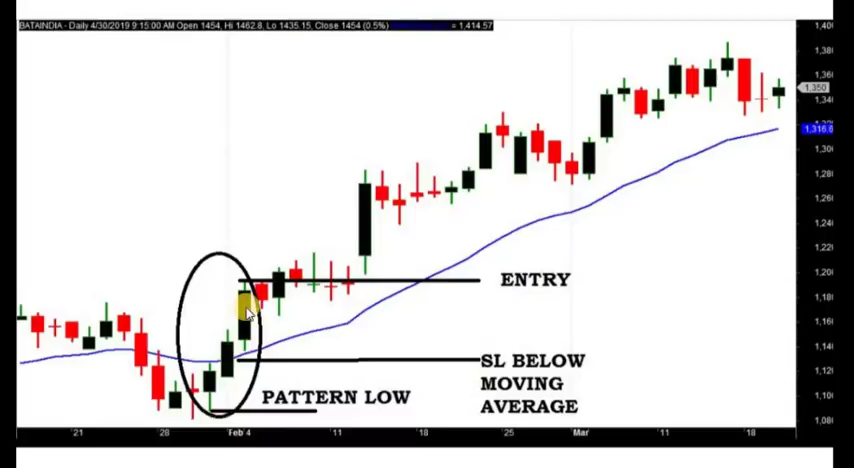 BATAINDIA - Daily 4/30/2019 9:15:00 AM Open 1454, Hi 1462.8, Lo 1435.15, Close 1454 (0.5%) = 1,414.57
1,380
1,360
1,350
1,340
1,316.6
1,300
1,280
1,260
1,240
1,220
1,200
ENTRY
1,180
1,160
1,140
SL BELOW
MOVING
AVERAGE
1,120
PATTERN LOW
1,100
1,080
'21 '28 Feb'4 '11 '18 '25 Mar '11 '18